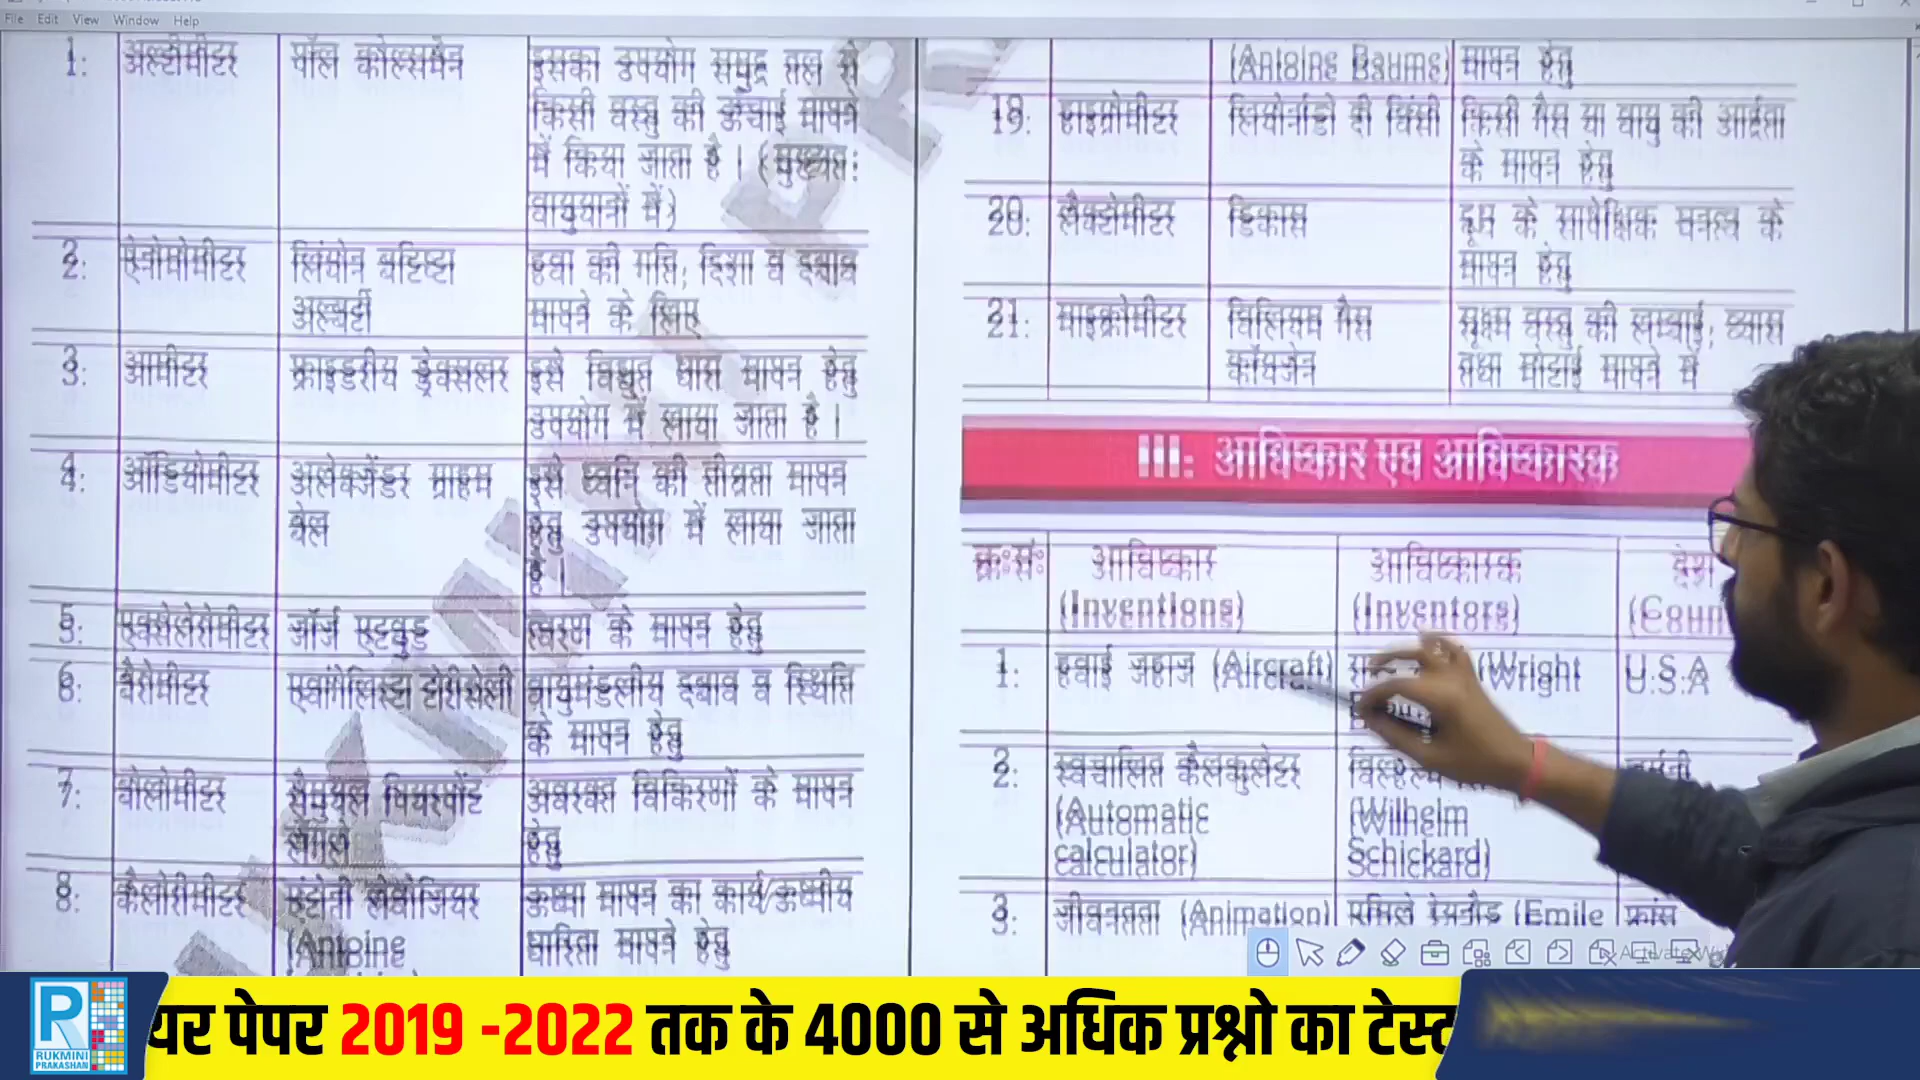 File Edit View Window Help
1. अल्टीमीटर पॉल कोल्समेन इसका उपयोग समुद्र तल से
किसी वस्तु की ऊँचाई मापने
में किया जाता है । (मुख्यत:
वायुयानों में)
2. ऐनोमोमीटर लियोन बट्टिष्टा हवा की गति, दिशा व दबाव
अल्बर्टी मापने के लिए
3. आमीटर फ्राइडरीय ड्रेक्सलर इसे विद्युत धारा मापन हेतु
उपयोग में लाया जाता है ।
4. ऑडियोमीटर अलेक्जेंडर ग्राहम इसे ध्वनि की तीव्रता मापन
बेल हेतु उपयोग में लाया जाता
है ।
5. एक्सेलेरोमीटर जॉर्ज एटवुड त्वरण के मापन हेतु
6. बैरोमीटर एवांगेलिस्टा टोरीसेली वायुमंडलीय दबाव व स्थिति
के मापन हेतु
7. बोलोमीटर सैमुयल पियरपोंट अवरक्त विकिरणों के मापन
लेंगले हेतु
8. कैलोरीमीटर एंटोनी लेवोजियर ऊष्मा मापन का कार्य/ऊष्मीय
(Antoine धारिता मापने हेतु
(Antoine Baume) मापन हेतु
19. हाइग्रोमीटर लियोनार्डो दी विंसी किसी गैस या वायु की आर्द्रता
के मापन हेतु
20. लैक्टोमीटर डिकास दूध के सापेक्षिक घनत्व के
मापन हेतु
21. माइक्रोमीटर विलियम गैस सूक्ष्म वस्तु की लम्बाई, व्यास
कॉयजेन तथा मोटाई मापने में
III. आविष्कार एवं आविष्कारक
क्र.सं. आविष्कार आविष्कारक देश
(Inventions) (Inventors) (Coun
1. हवाई जहाज (Aircraft) (Wright U.S.A
2. स्वचालित कैलकुलेटर
(Automatic (Wilhelm
calculator) Schickard)
3. जीवनतता (Animation) एमिले रेयनौड (Emile फ्रांस
R
RUKMINI
PRAKASHAN
यर पेपर 2019 -2022 तक के 4000 से अधिक प्रश्नो का टेस्ट